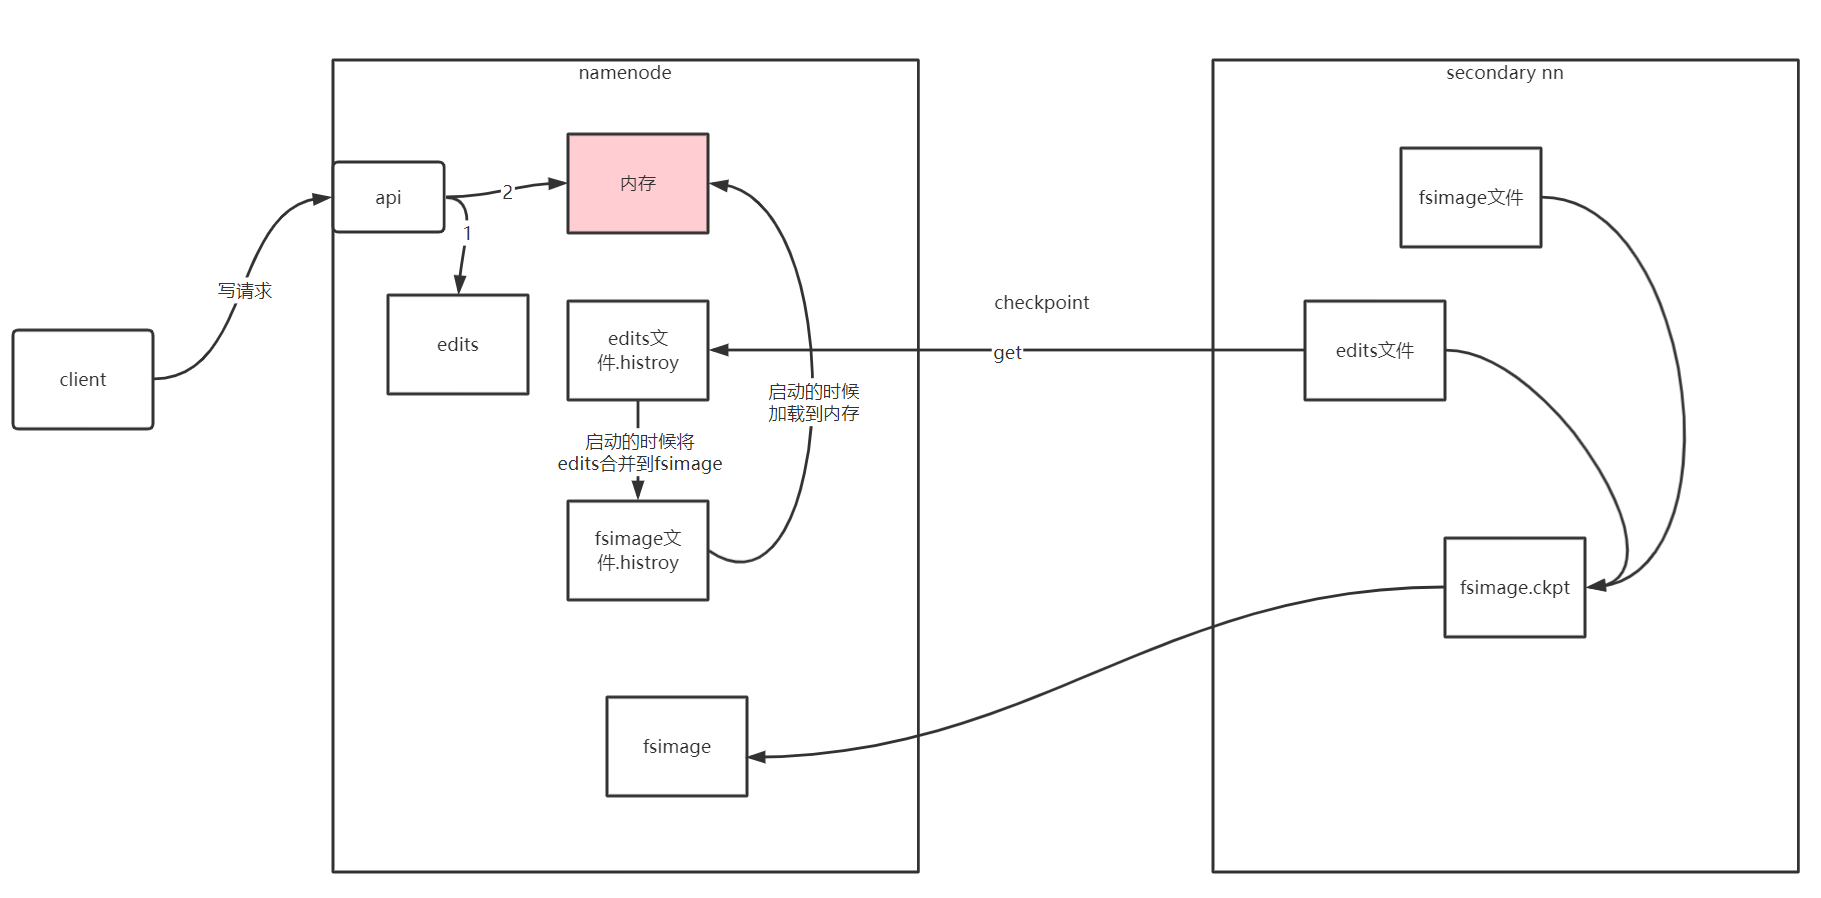 namenode
secondary nn
api
2
内存
fsimage文件
1
写请求
client
edits
edits文
件.histroy
checkpoint
get
edits文件
启动的时候
加载到内存
启动的时候将
edits合并到fsimage
fsimage文
件.histroy
fsimage.ckpt
fsimage